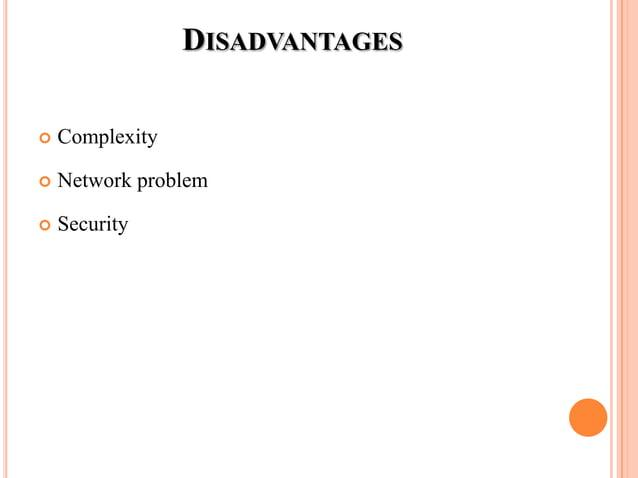 DISADVANTAGES
Complexity
Network problem
Security